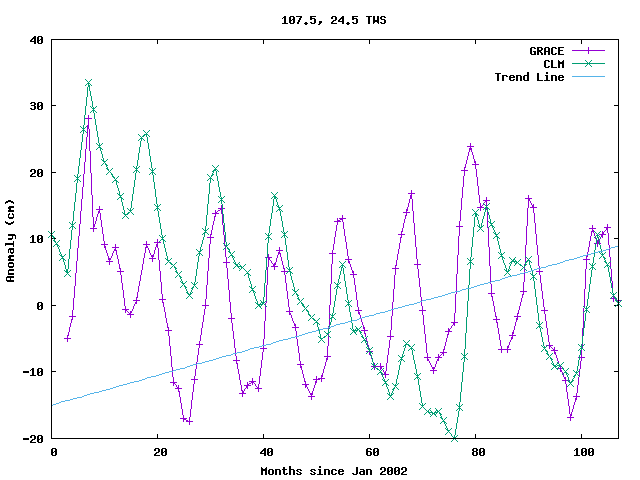 107.5, 24.5 TWS
GRACE
CLM
Trend Line
Anomaly (cm)
40
30
20
10
0
-10
-20
0 20 40 60 80 100
Months since Jan 2002